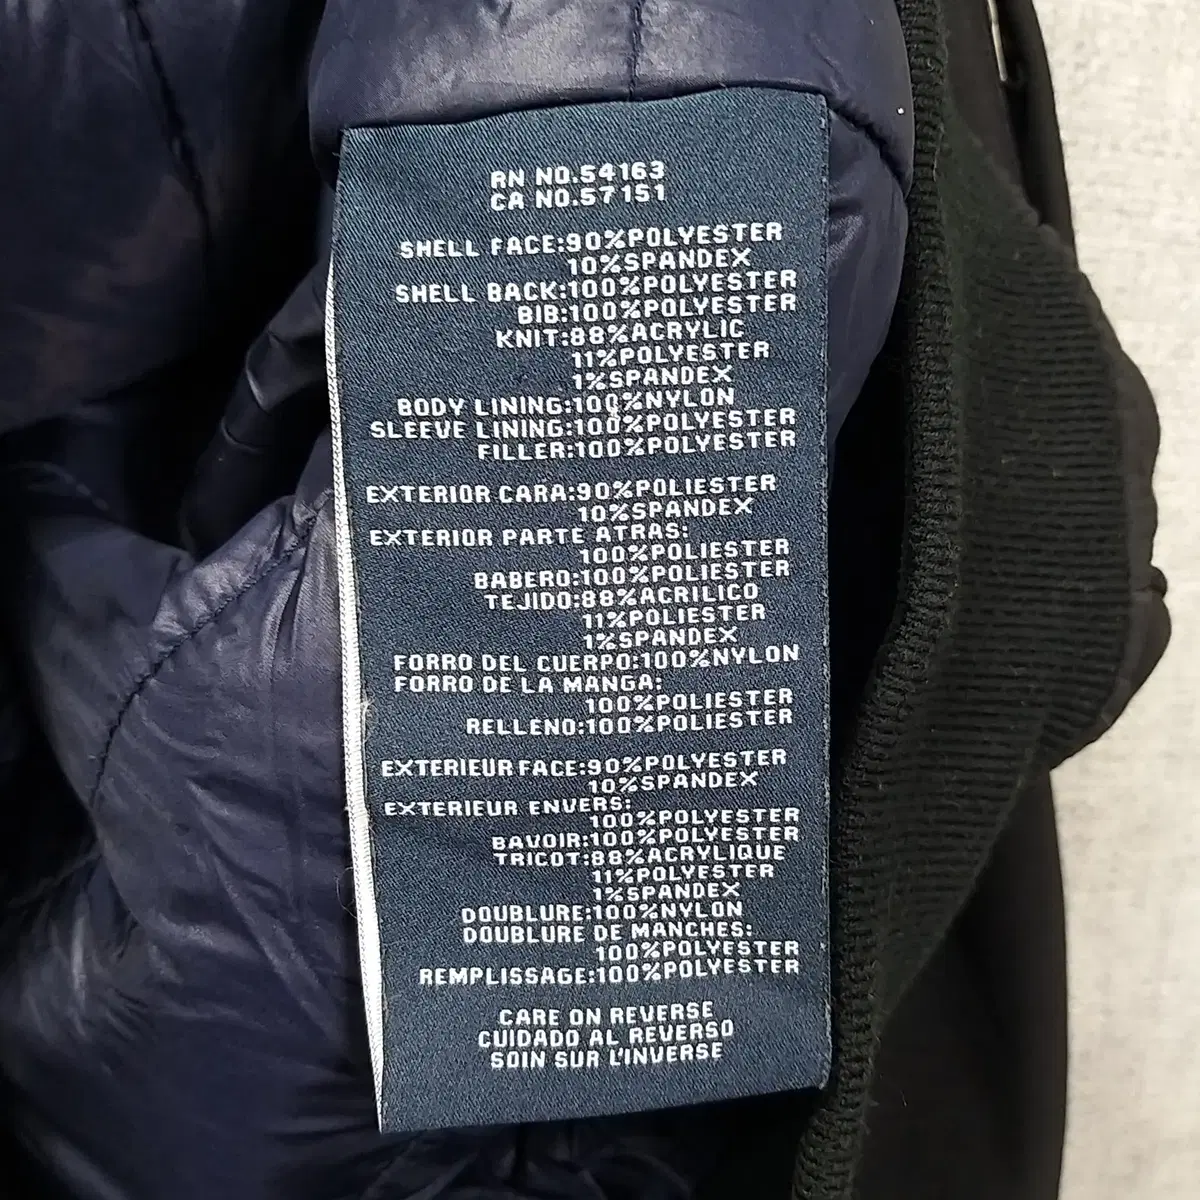 RN NO.54163
CA NO.57151
SHELL FACE:90%POLYESTER
10%SPANDEX
SHELL BACK:100%POLYESTER
BIB:100%POLYESTER
KNIT:88%ACRYLIC
11%POLYESTER
1%SPANDEX
BODY LINING:100%NYLON
SLEEVE LINING:100%POLYESTER
FILLER:100%POLYESTER
EXTERIOR CARA:90%POLIESTER
10%SPANDEX
EXTERIOR PARTE ATRAS:
100%POLIESTER
BABERO:100%POLIESTER
TEJIDO:88%ACRILICO
11%POLIESTER
1%SPANDEX
FORRO DEL CUERPO:100%NYLON
FORRO DE LA MANGA:
100%POLIESTER
RELLENO:100%POLIESTER
EXTERIEUR FACE:90%POLYESTER
10%SPANDEX
EXTERIEUR ENVERS:
100%POLYESTER
BAVOIR:100%POLYESTER
TRICOT:88%ACRYLIQUE
11%POLYESTER
1%SPANDEX
DOUBLURE:100%NYLON
DOUBLURE DE MANCHES:
100%POLYESTER
REMPLISSAGE:100%POLYESTER
CARE ON REVERSE
CUIDADO AL REVERSO
SOIN SUR L'INVERSE